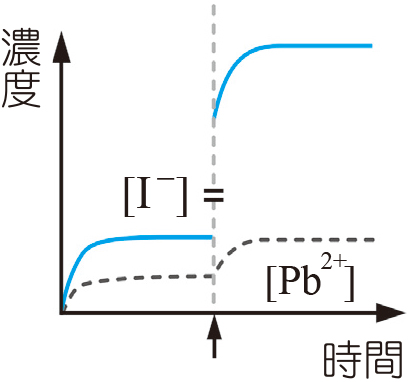 濃度
[I⁻] =
[Pb²⁺]
時間